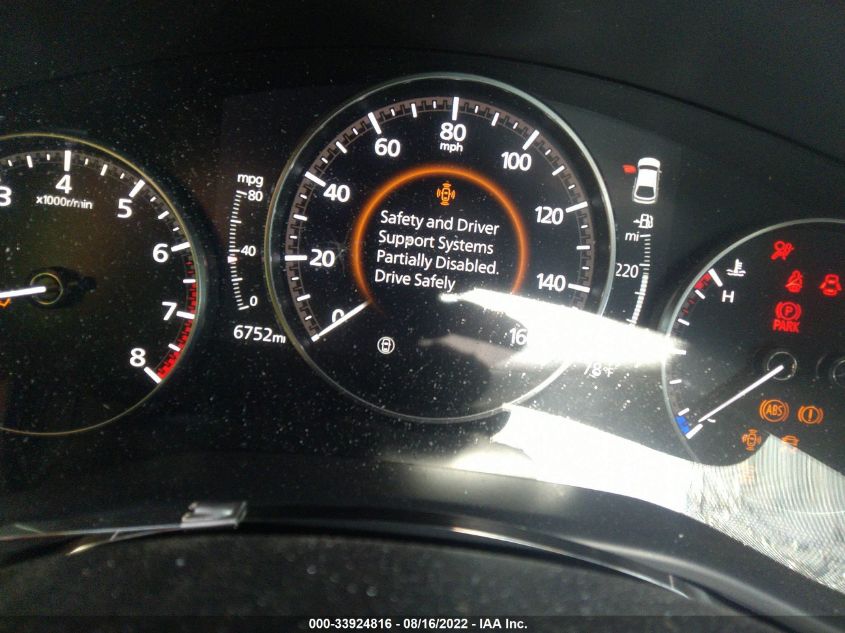 3
4
x1000r/min
5
6
7
8
mpg
80
40
0
6752mi
0
20
40
60
80
mph
100
120
140
Safety and Driver
Support Systems
Partially Disabled.
Drive Safely
mi
220
78°F
H
P
PARK
ABS
000-33924816 - 08/16/2022 - IAA Inc.